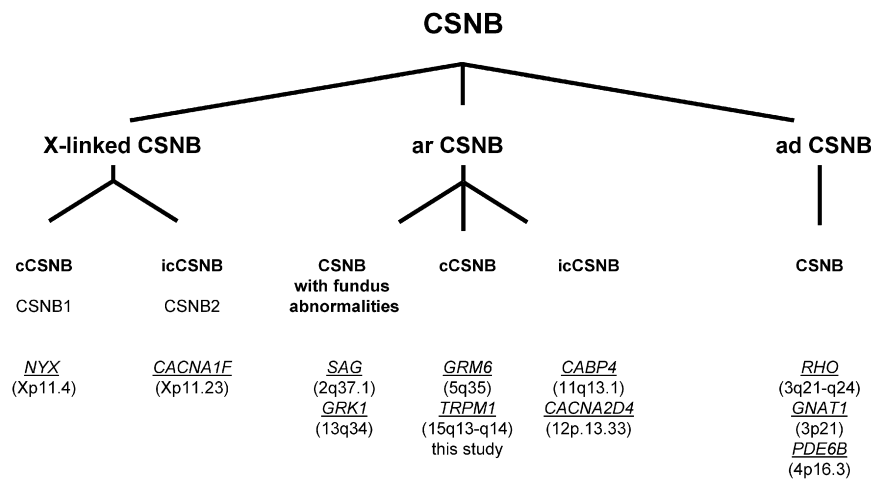 CSNB
X-linked CSNB
ar CSNB
ad CSNB
cCSNB
icCSNB
CSNB
with fundus
abnormalities
cCSNB
icCSNB
CSNB
CSNB1
CSNB2
NYX
(Xp11.4)
CACNA1F
(Xp11.23)
SAG
(2q37.1)
GRK1
(13q34)
GRM6
(5q35)
TRPM1
(15q13-q14)
this study
CABP4
(11q13.1)
CACNA2D4
(12p.13.33)
RHO
(3q21-q24)
GNAT1
(3p21)
PDE6B
(4p16.3)